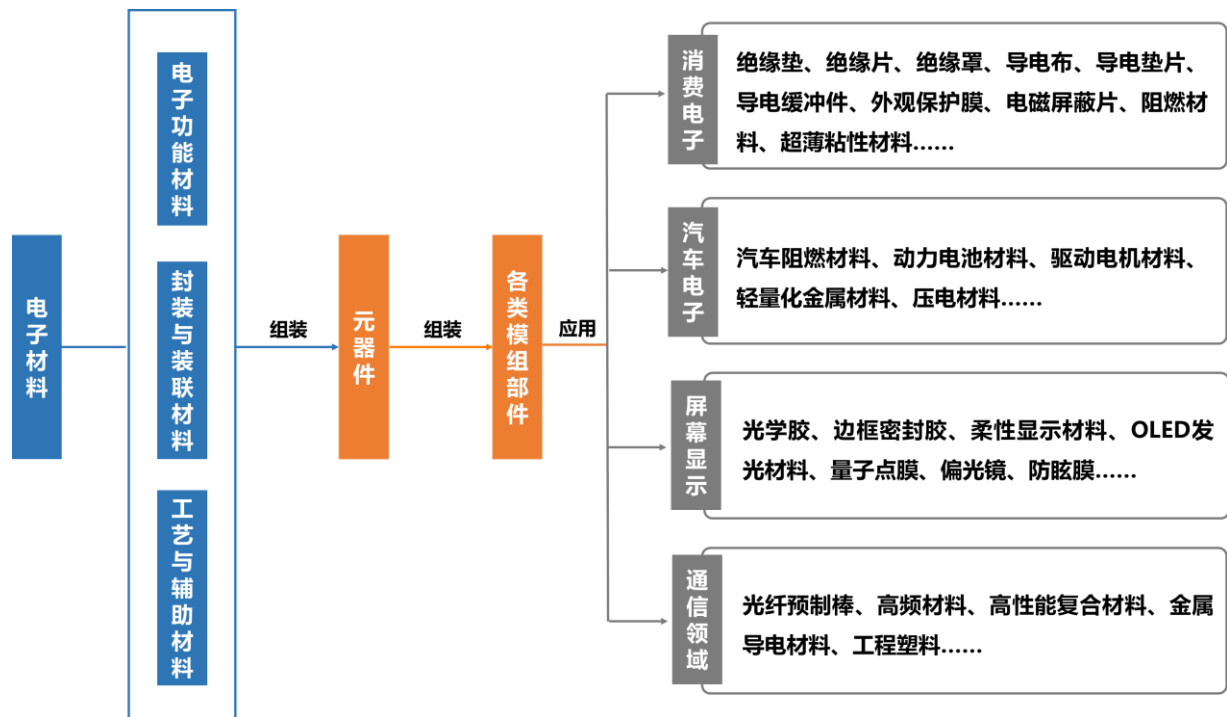 电子材料
电子功能材料
封装与装联材料
工艺与辅助材料
组装
元器件
组装
各类模组部件
应用
消费电子
绝缘垫、绝缘片、绝缘罩、导电布、导电垫片、
导电缓冲件、外观保护膜、电磁屏蔽片、阻燃材
料、超薄粘性材料......
汽车电子
汽车阻燃材料、动力电池材料、驱动电机材料、
轻量化金属材料、压电材料......
屏幕显示
光学胶、边框密封胶、柔性显示材料、OLED发
光材料、量子点膜、偏光镜、防眩膜......
通信领域
光纤预制棒、高频材料、高性能复合材料、金属
导电材料、工程塑料......